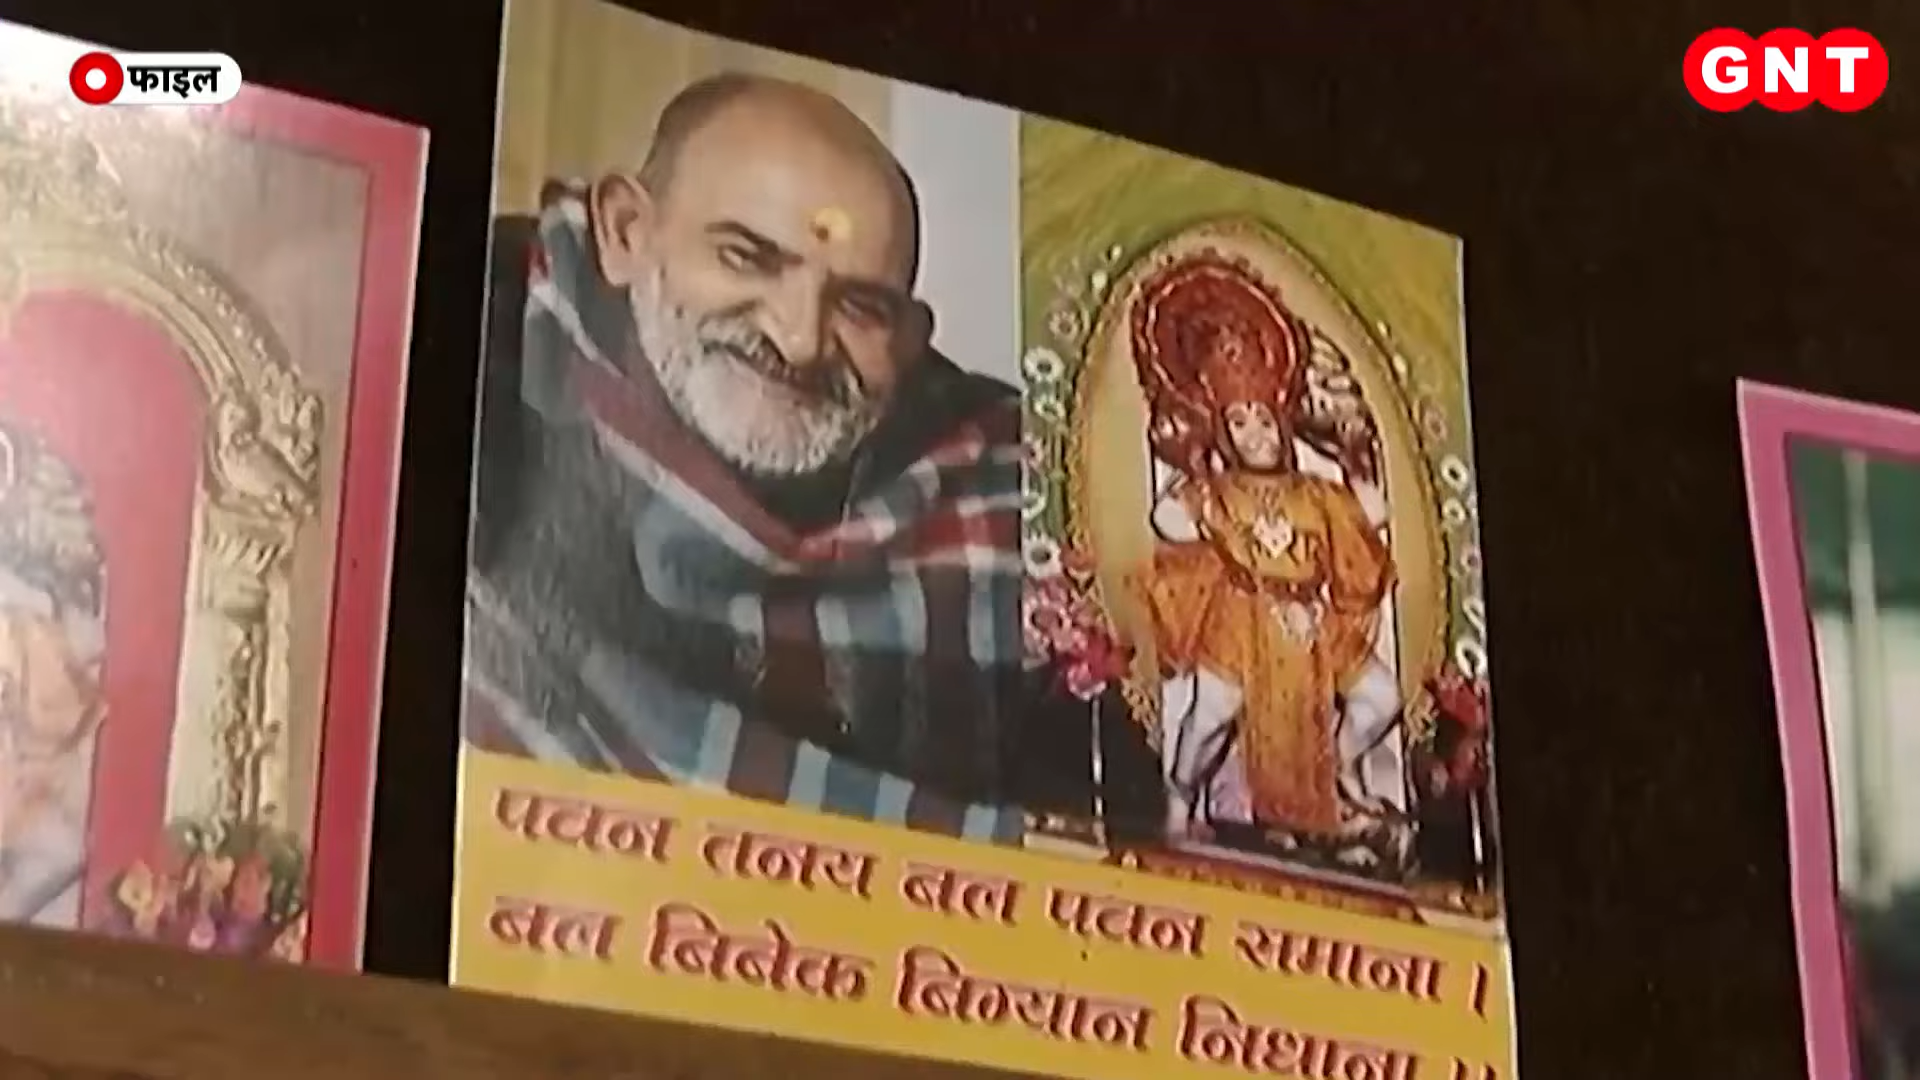 फाइल
GNT
पवन तनय बल पवन समाना ।
बल बिबेक बिग्यान निधाना ॥